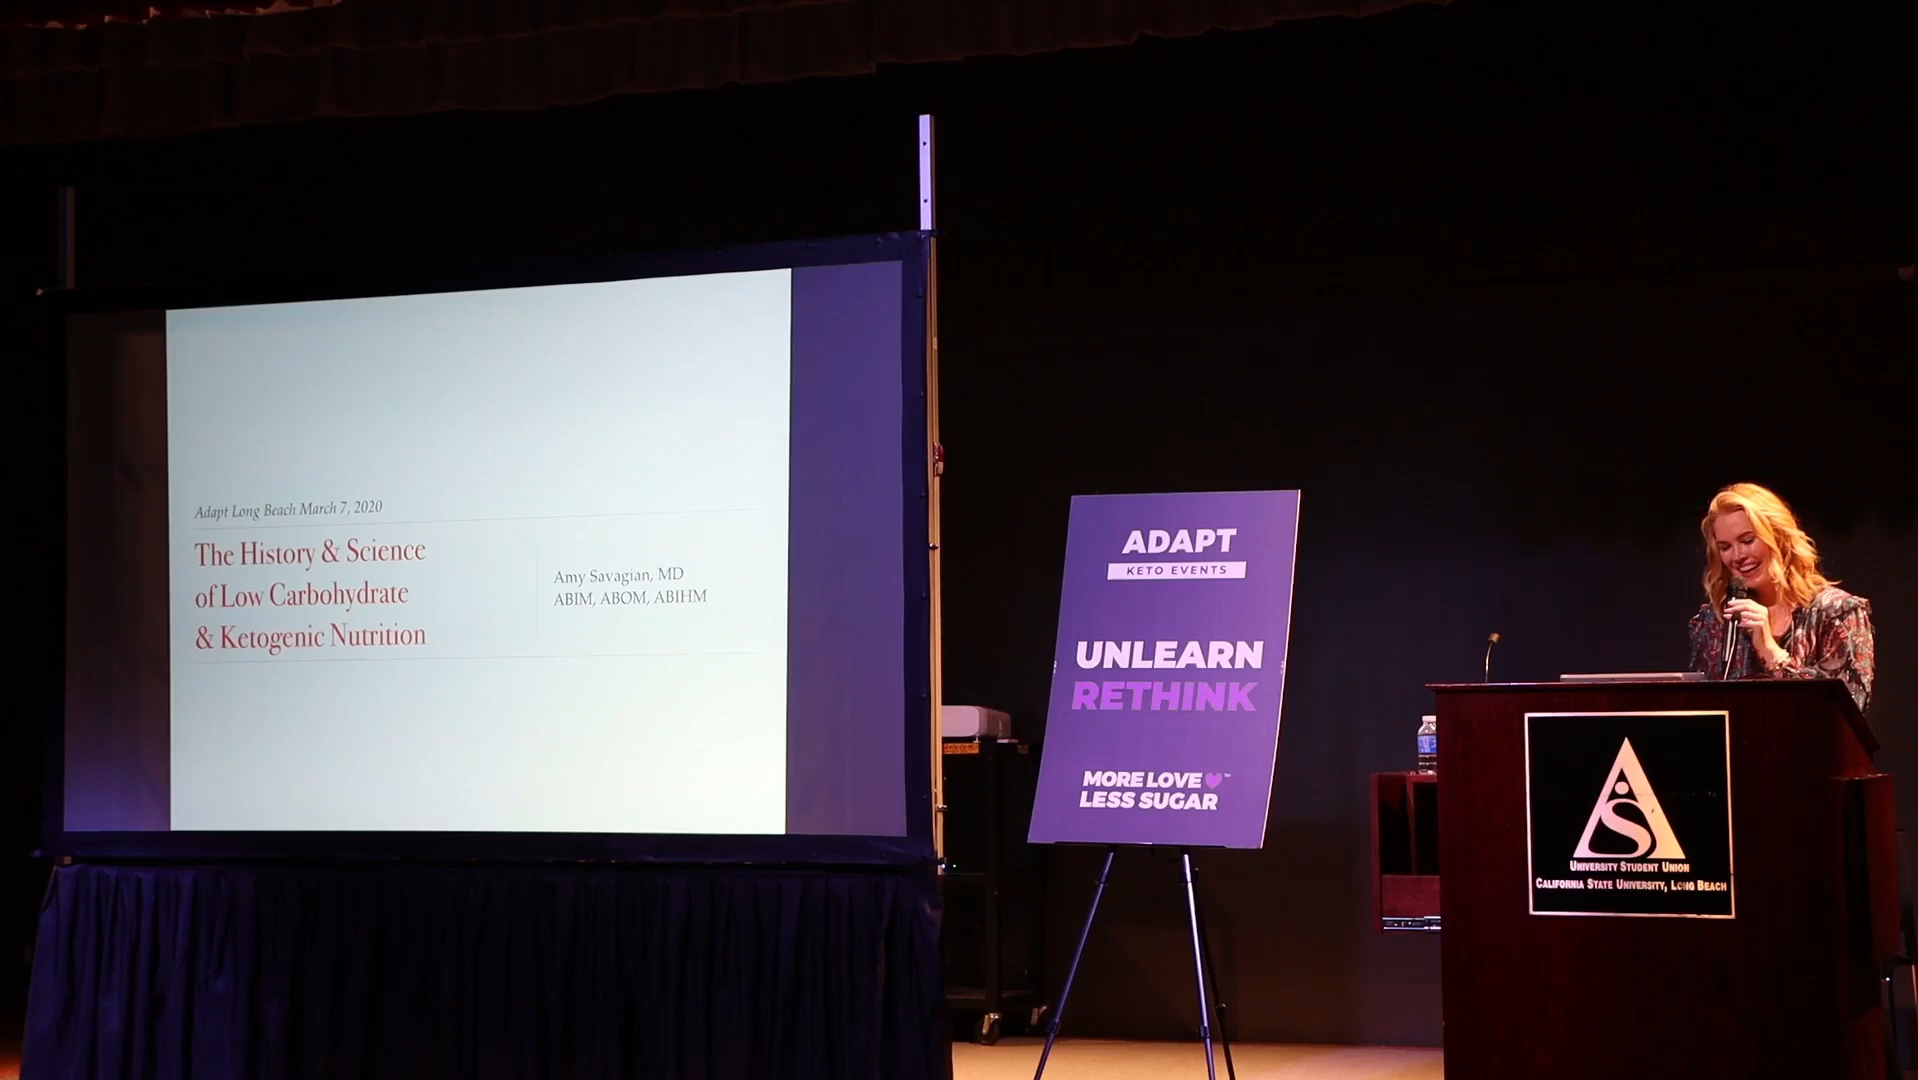 Adapt Long Beach March 7, 2020
The History & Science
of Low Carbohydrate
& Ketogenic Nutrition
Amy Savagian, MD
ABIM, ABOM, ABIHM
ADAPT
KETO EVENTS
UNLEARN
RETHINK
MORE LOVE ™
LESS SUGAR
UNIVERSITY STUDENT UNION
CALIFORNIA STATE UNIVERSITY, LONG BEACH